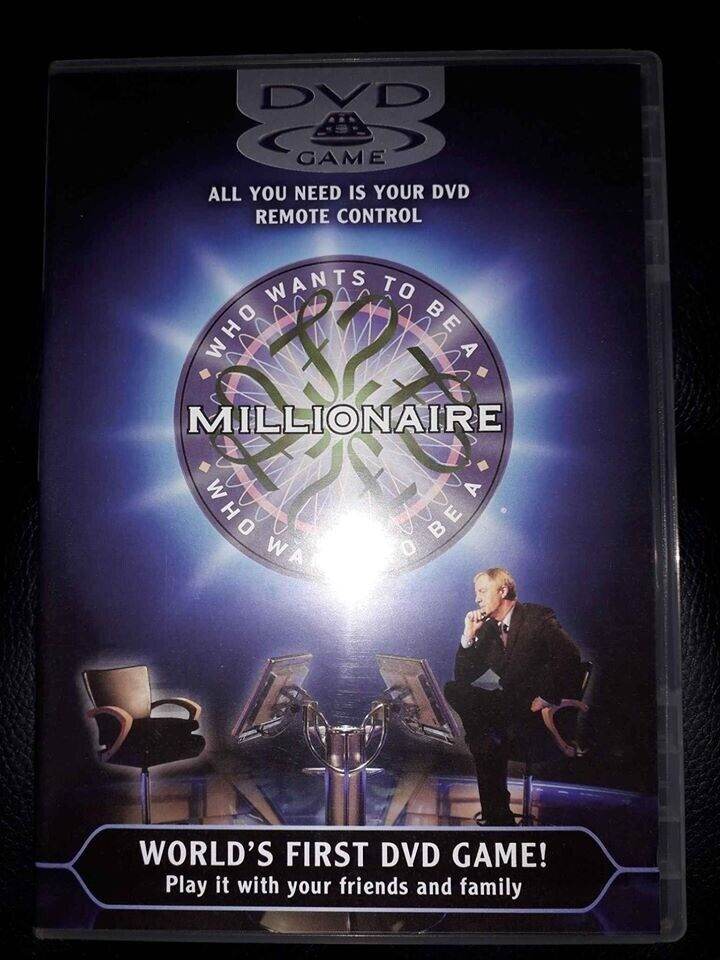 DVD
GAME
ALL YOU NEED IS YOUR DVD
REMOTE CONTROL
WHO WANTS TO BE A
MILLIONAIRE
WHO WA O BE A
WORLD'S FIRST DVD GAME!
Play it with your friends and family